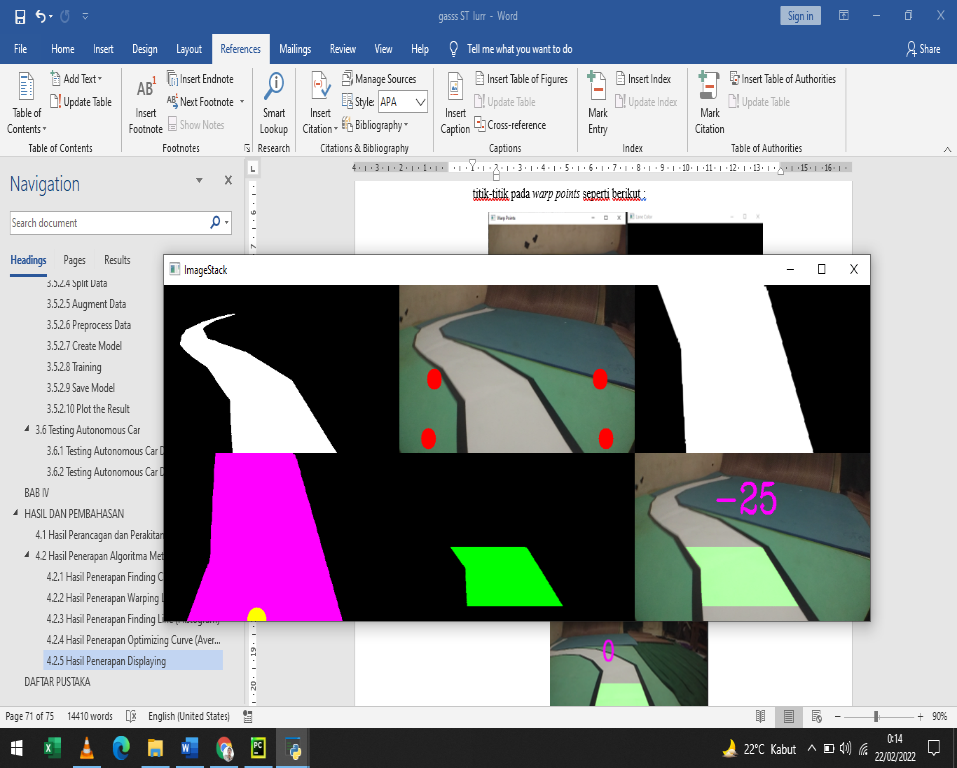 gasss ST lurr - Word
Sign in
File Home Insert Design Layout References Mailings Review View Help Tell me what you want to do Share
Table of Contents
Add Text
Update Table
Table of Contents
AB1
Insert Footnote
Insert Endnote
AB1 Next Footnote
Show Notes
Footnotes
Smart Lookup
Research
Insert Citation
Manage Sources
Style: APA
Bibliography
Citations & Bibliography
Insert Caption
Insert Table of Figures
Update Table
Cross-reference
Captions
Mark Entry
Insert Index
Update Index
Index
Mark Citation
Insert Table of Authorities
Update Table
Table of Authorities
Navigation
Search document
Headings Pages Results
3.5.2.4 Split Data
3.5.2.5 Augment Data
3.5.2.6 Preprocess Data
3.5.2.7 Create Model
3.5.2.8 Training
3.5.2.9 Save Model
3.5.2.10 Plot the Result
3.6 Testing Autonomous Car
3.6.1 Testing Autonomous Car D
3.6.2 Testing Autonomous Car D
BAB IV
HASIL DAN PEMBAHASAN
4.1 Hasil Perancangan dan Perakitan
4.2 Hasil Penerapan Algoritma Met
4.2.1 Hasil Penerapan Finding C
4.2.2 Hasil Penerapan Warping L
4.2.3 Hasil Penerapan Finding Li
4.2.4 Hasil Penerapan Optimizing Curve (Aver...
4.2.5 Hasil Penerapan Displaying
DAFTAR PUSTAKA
titik-titik pada warp points seperti berikut :
Warp Points
ImageStack
-25
0
Page 71 of 75 14410 words English (United States) 90%
22°C Kabut
0:14
22/02/2022